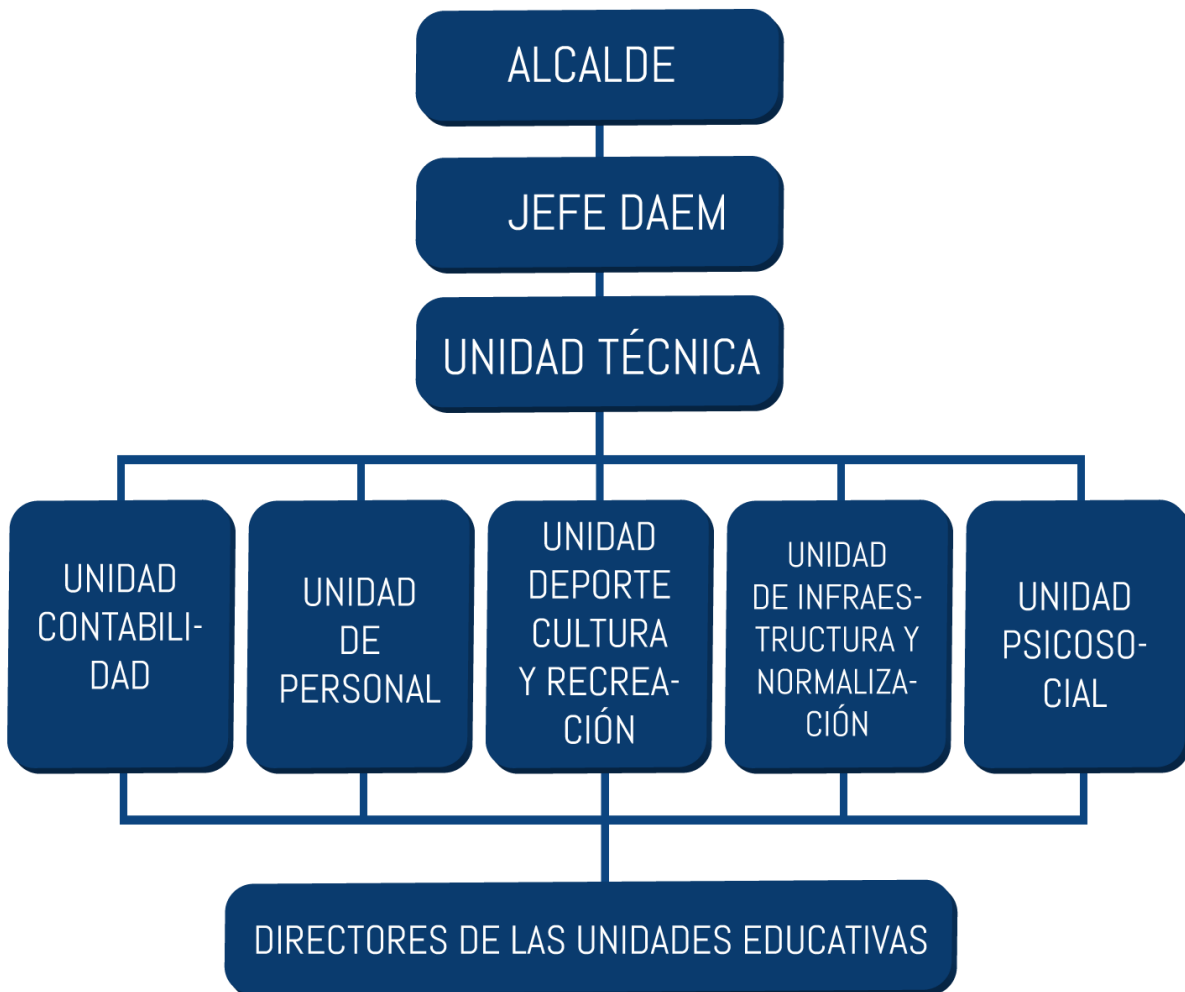 ALCALDE
JEFE DAEM
UNIDAD TÉCNICA
UNIDAD
CONTABILI-
DAD
UNIDAD
DE
PERSONAL
UNIDAD
DEPORTE
CULTURA
Y RECREA-
CIÓN
UNIDAD
DE INFRAES-
TRUCTURA Y
NORMALIZA-
CIÓN
UNIDAD
PSICOSO-
CIAL
DIRECTORES DE LAS UNIDADES EDUCATIVAS